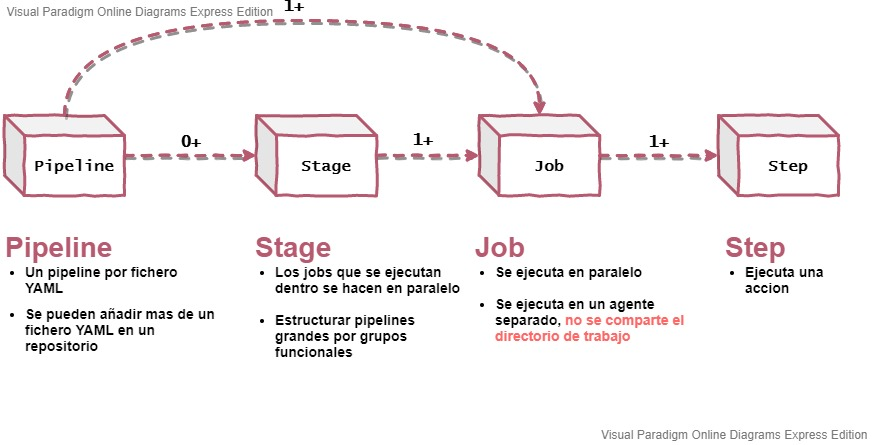 Visual Paradigm Online Diagrams Express Edition
1+
0+
1+
1+
Pipeline
Stage
Job
Step
Pipeline
Un pipeline por fichero
YAML
Se pueden añadir mas de un
fichero YAML en un
repositorio
Stage
Los jobs que se ejecutan
dentro se hacen en paralelo
Estructurar pipelines
grandes por grupos
funcionales
Job
Se ejecuta en paralelo
Se ejecuta en un agente
separado, no se comparte el
directorio de trabajo
Step
Ejecuta una
accion
Visual Paradigm Online Diagrams Express Edition